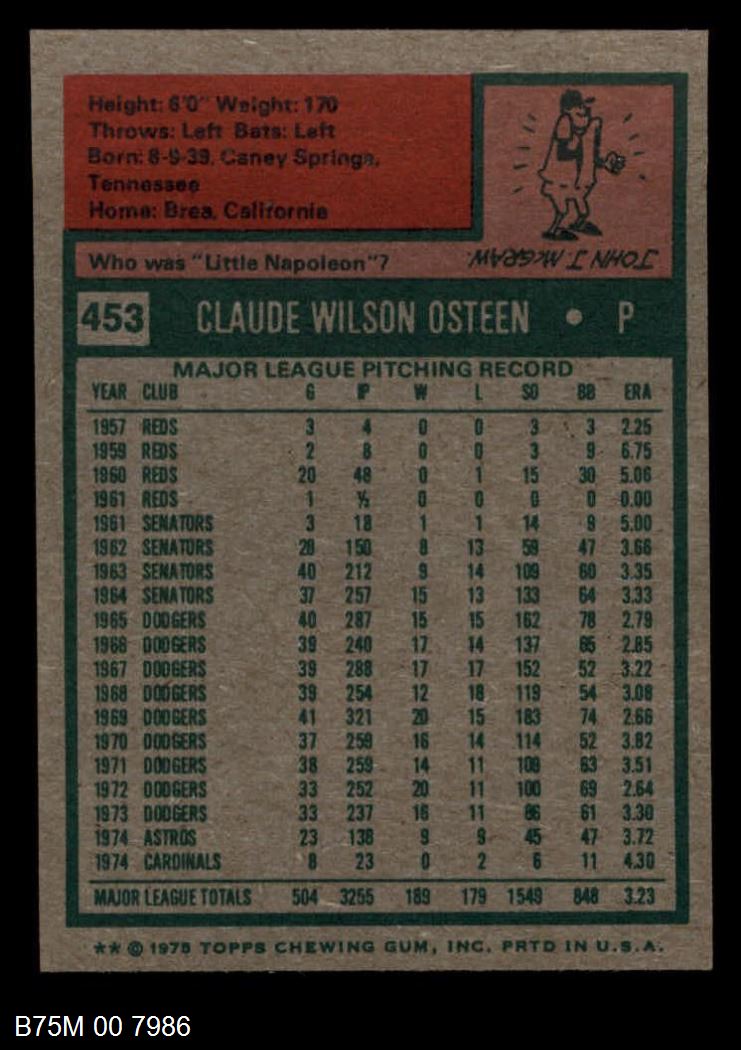 Height: 6'0" Weight: 170
Throws: Left Bats: Left
Born: 8-9-39, Caney Springs,
Tennessee
Home: Brea, California
Who was "Little Napoleon"?
JOHN J. McGRAW
453 CLAUDE WILSON OSTEEN • P
MAJOR LEAGUE PITCHING RECORD
YEAR CLUB G IP W L SO BB ERA
1957 REDS 3 4 0 0 3 3 2.25
1959 REDS 2 8 0 0 3 9 6.75
1960 REDS 20 48 0 1 15 30 5.06
1961 REDS 1 ⅓ 0 0 0 0 0.00
1961 SENATORS 3 18 1 1 14 9 5.00
1962 SENATORS 28 150 8 13 59 47 3.66
1963 SENATORS 40 212 9 14 109 60 3.35
1964 SENATORS 37 257 15 13 133 64 3.33
1965 DODGERS 40 287 15 15 162 78 2.79
1966 DODGERS 39 240 17 14 137 65 2.85
1967 DODGERS 39 288 17 17 152 52 3.22
1968 DODGERS 39 254 12 18 119 54 3.08
1969 DODGERS 41 321 20 15 183 74 2.66
1970 DODGERS 37 259 16 14 114 52 3.82
1971 DODGERS 38 259 14 11 109 63 3.51
1972 DODGERS 33 252 20 11 100 69 2.64
1973 DODGERS 33 237 16 11 86 61 3.30
1974 ASTROS 23 138 9 9 45 47 3.72
1974 CARDINALS 8 23 0 2 6 11 4.30
MAJOR LEAGUE TOTALS 504 3255 189 179 1549 848 3.23
** © 1975 TOPPS CHEWING GUM, INC. PRTD IN U.S.A.
B75M 00 7986